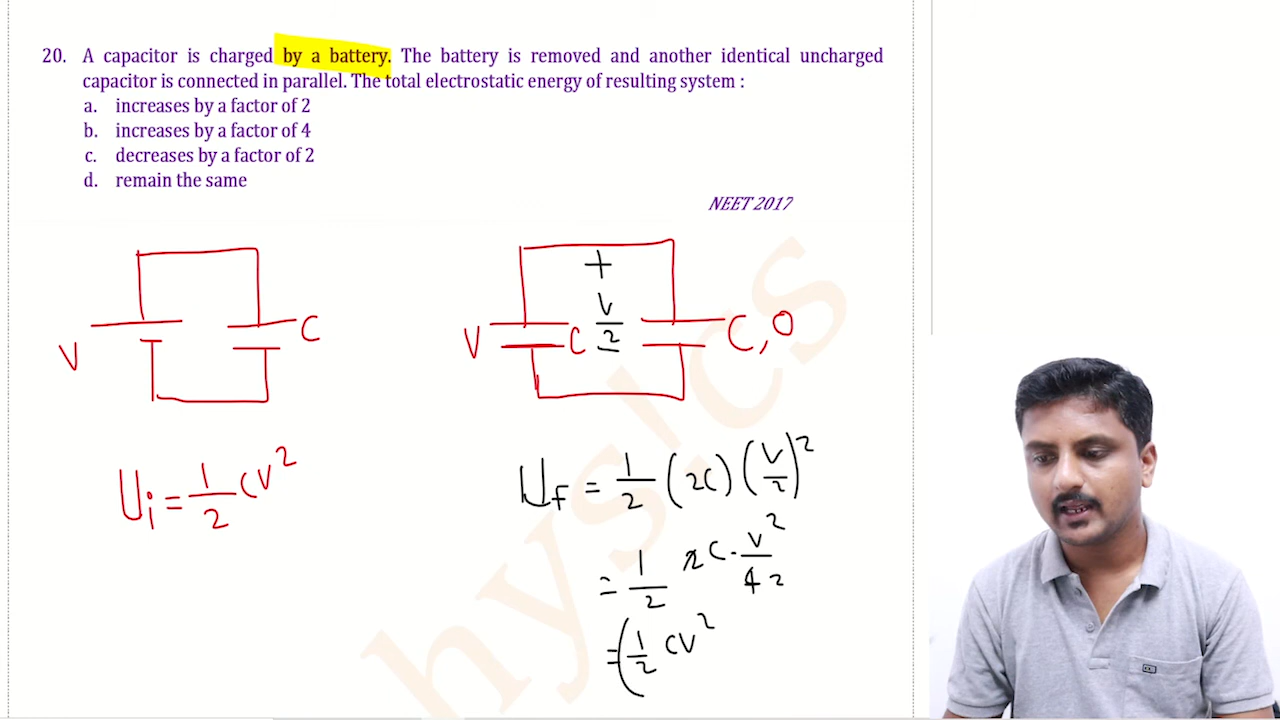 20. A capacitor is charged by a battery. The battery is removed and another identical uncharged
capacitor is connected in parallel. The total electrostatic energy of resulting system :
a. increases by a factor of 2
b. increases by a factor of 4
c. decreases by a factor of 2
d. remain the same
NEET 2017
V C
V C + V/2 C, 0
Uᵢ = 1/2 CV²
U_f = 1/2 (2C) (V/2)²
= 1/2 2C · V²/4 2
= (1/2 CV²
hysics